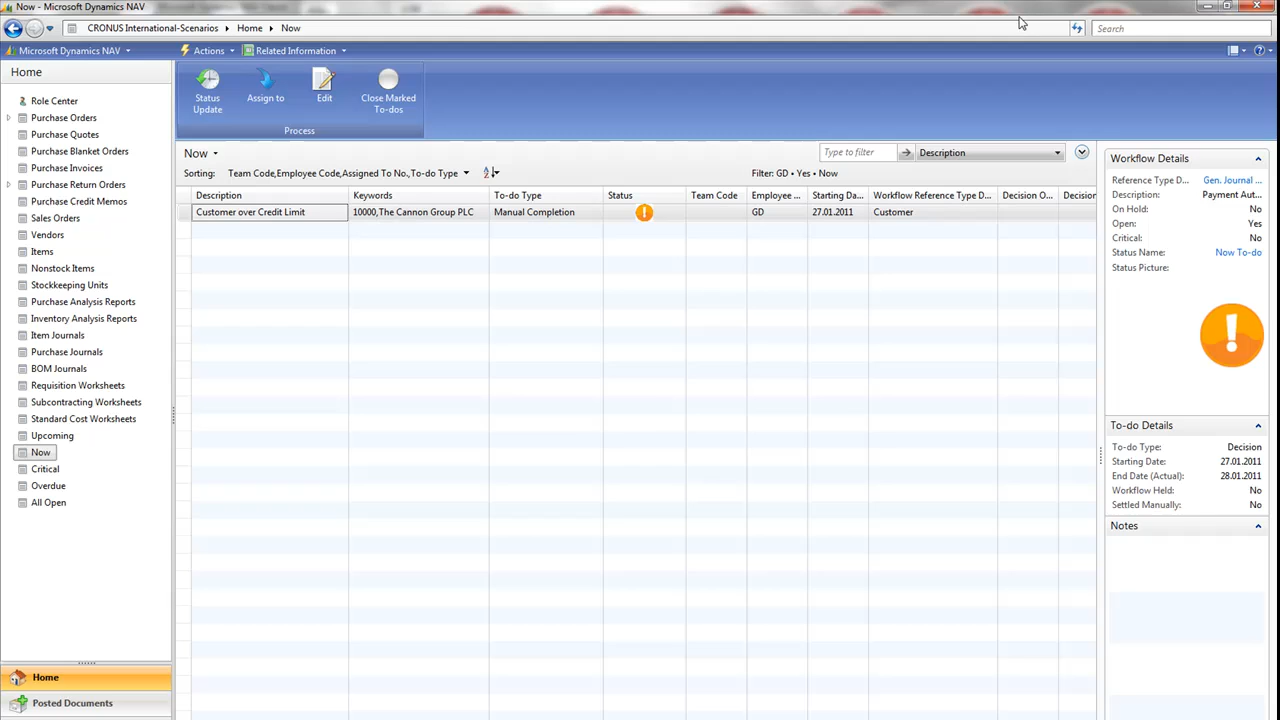 Now - Microsoft Dynamics NAV
CRONUS International-Scenarios Home Now
Search
Microsoft Dynamics NAV
Actions
Related Information
Home
Role Center
Purchase Orders
Purchase Quotes
Purchase Blanket Orders
Purchase Invoices
Purchase Return Orders
Purchase Credit Memos
Sales Orders
Vendors
Items
Nonstock Items
Stockkeeping Units
Purchase Analysis Reports
Inventory Analysis Reports
Item Journals
Purchase Journals
BOM Journals
Requisition Worksheets
Subcontracting Worksheets
Standard Cost Worksheets
Upcoming
Now
Critical
Overdue
All Open
Home
Posted Documents
Status Update
Assign to
Edit
Close Marked To-dos
Process
Now
Type to filter
Description
Sorting: Team Code,Employee Code,Assigned To No.,To-do Type
Filter: GD • Yes • Now
Description Keywords To-do Type Status Team Code Employee ... Starting Da... Workflow Reference Type D... Decision O... Decision
Customer over Credit Limit 10000,The Cannon Group PLC Manual Completion GD 27.01.2011 Customer
Workflow Details
Reference Type D... Gen. Journal ...
Description: Payment Aut...
On Hold: No
Open: Yes
Critical: No
Status Name: Now To-do
Status Picture:
To-do Details
To-do Type: Decision
Starting Date: 27.01.2011
End Date (Actual): 28.01.2011
Workflow Held: No
Settled Manually: No
Notes